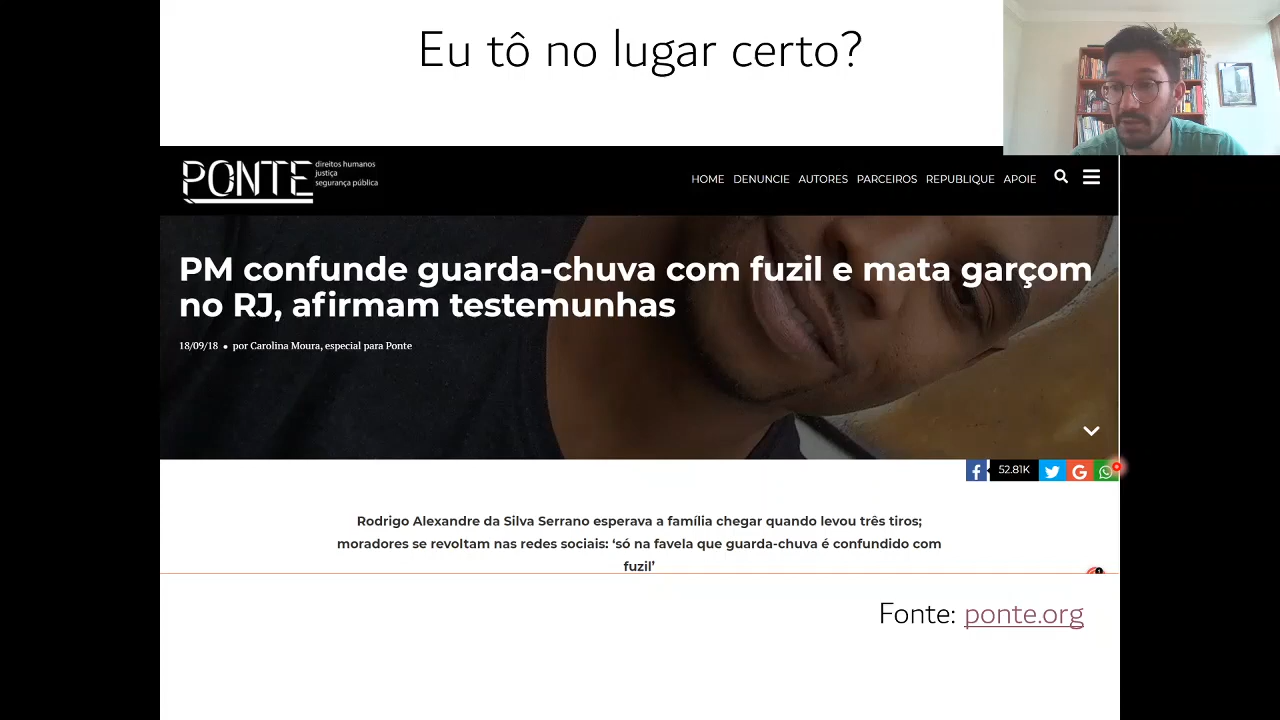 Eu tô no lugar certo?
PONTE
direitos humanos
justiça
segurança pública
HOME DENUNCIE AUTORES PARCEIROS REPUBLIQUE APOIE
PM confunde guarda-chuva com fuzil e mata garçom
no RJ, afirmam testemunhas
18/09/18 • por Carolina Moura, especial para Ponte
52.81K
Rodrigo Alexandre da Silva Serrano esperava a família chegar quando levou três tiros;
moradores se revoltam nas redes sociais: ‘só na favela que guarda-chuva é confundido com
fuzil’
Fonte: ponte.org